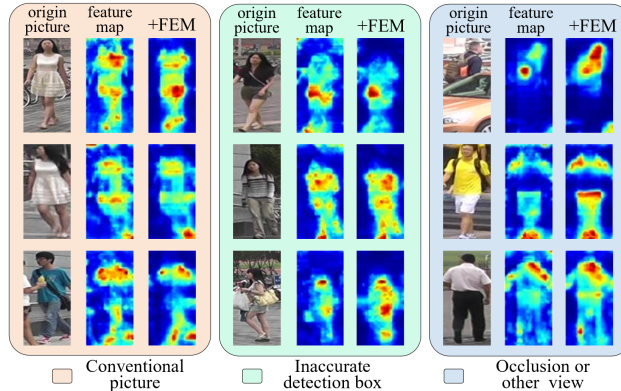 origin picture
feature map
+FEM
origin picture
feature map
+FEM
origin picture
feature map
+FEM
Conventional picture
Inaccurate detection box
Occlusion or other view